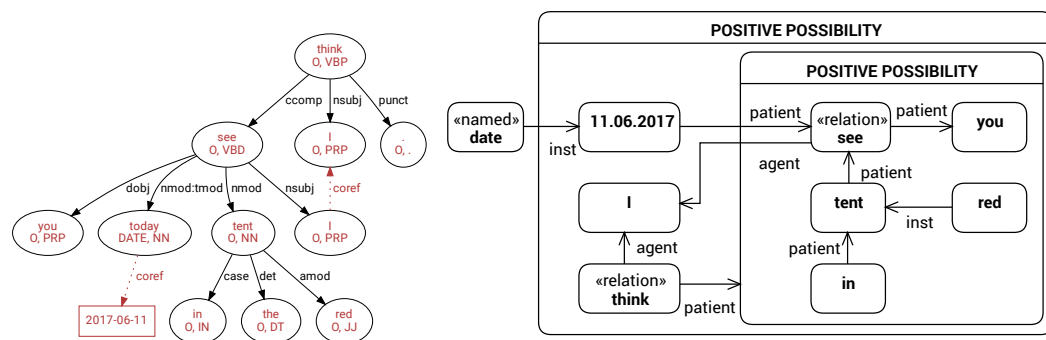 think
O, VBP
ccomp
nsubj
punct
see
O, VBD
I
O, PRP
.
O, .
dobj
nmod:tmod
nmod
nsubj
coref
you
O, PRP
today
DATE, NN
tent
O, NN
I
O, PRP
coref
case
det
amod
2017-06-11
in
O, IN
the
O, DT
red
O, JJ
POSITIVE POSSIBILITY
POSITIVE POSSIBILITY
«named»
date
inst
11.06.2017
patient
«relation»
see
patient
you
agent
patient
I
tent
inst
red
agent
patient
«relation»
think
patient
in